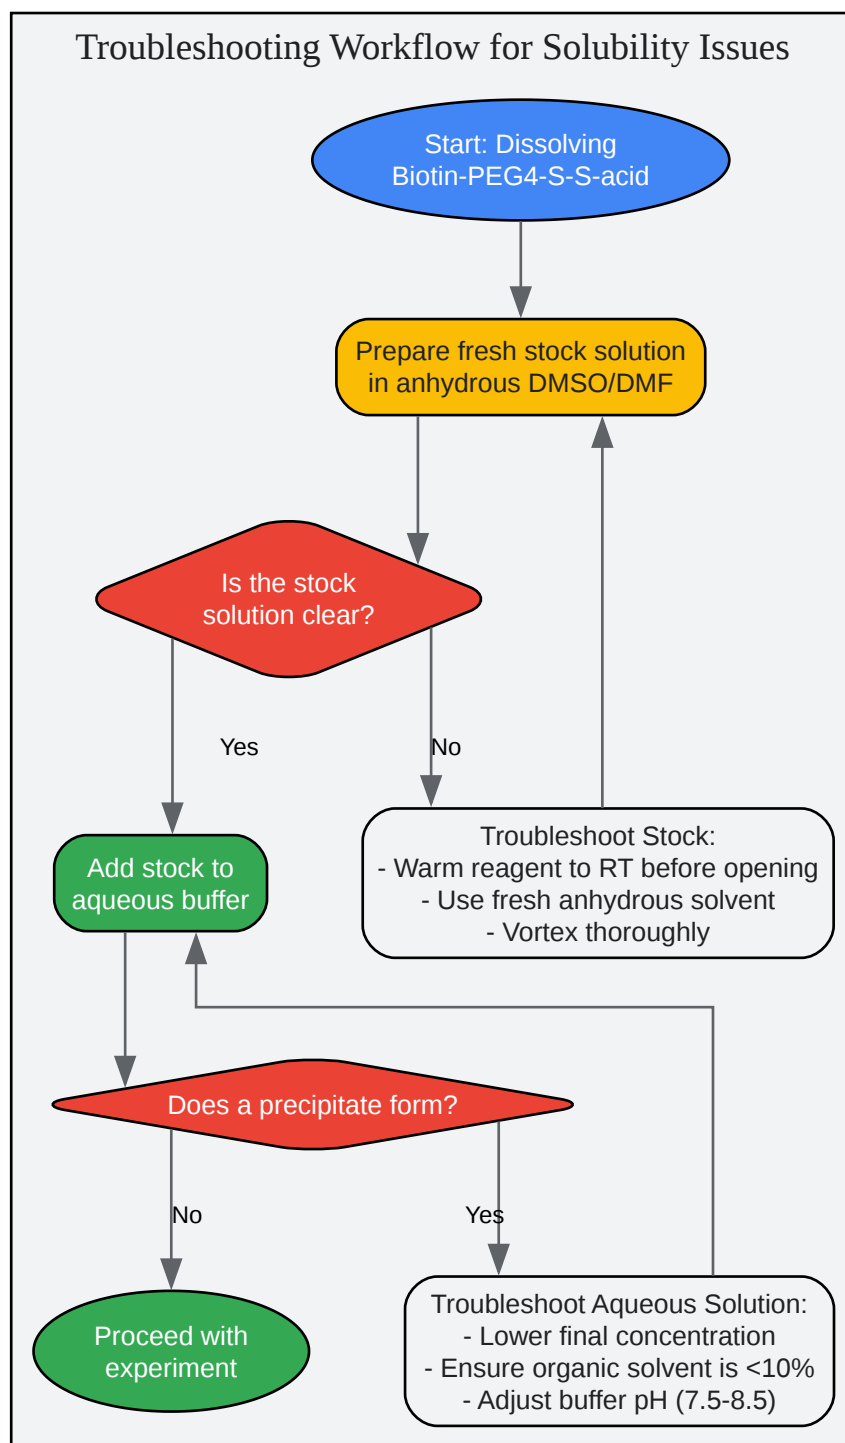 Troubleshooting Workflow for Solubility Issues
Start: Dissolving
Biotin-PEG4-S-S-acid
Prepare fresh stock solution
in anhydrous DMSO/DMF
Is the stock
solution clear?
Yes
No
Add stock to
aqueous buffer
Troubleshoot Stock:
- Warm reagent to RT before opening
- Use fresh anhydrous solvent
- Vortex thoroughly
Does a precipitate form?
No
Yes
Proceed with
experiment
Troubleshoot Aqueous Solution:
- Lower final concentration
- Ensure organic solvent is <10%
- Adjust buffer pH (7.5-8.5)